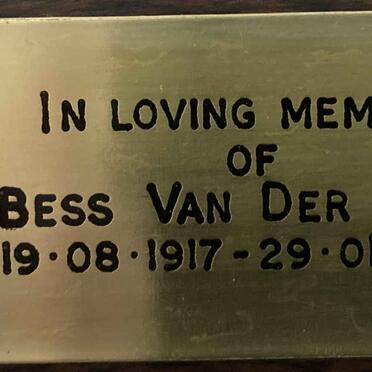 IN LOVING MEM
OF
BESS VAN DER
19·08·1917-29·0